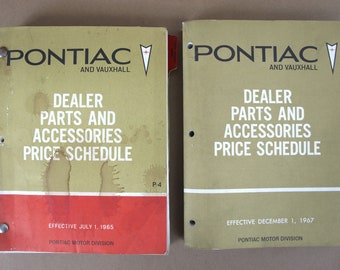 PONTIAC
AND VAUXHALL
DEALER
PARTS AND
ACCESSORIES
PRICE SCHEDULE
P-4
EFFECTIVE JULY 1, 1965
PONTIAC MOTOR DIVISION
PONTIAC
AND VAUXHALL
DEALER
PARTS AND
ACCESSORIES
PRICE SCHEDULE
EFFECTIVE DECEMBER 1, 1967
PONTIAC MOTOR DIVISION